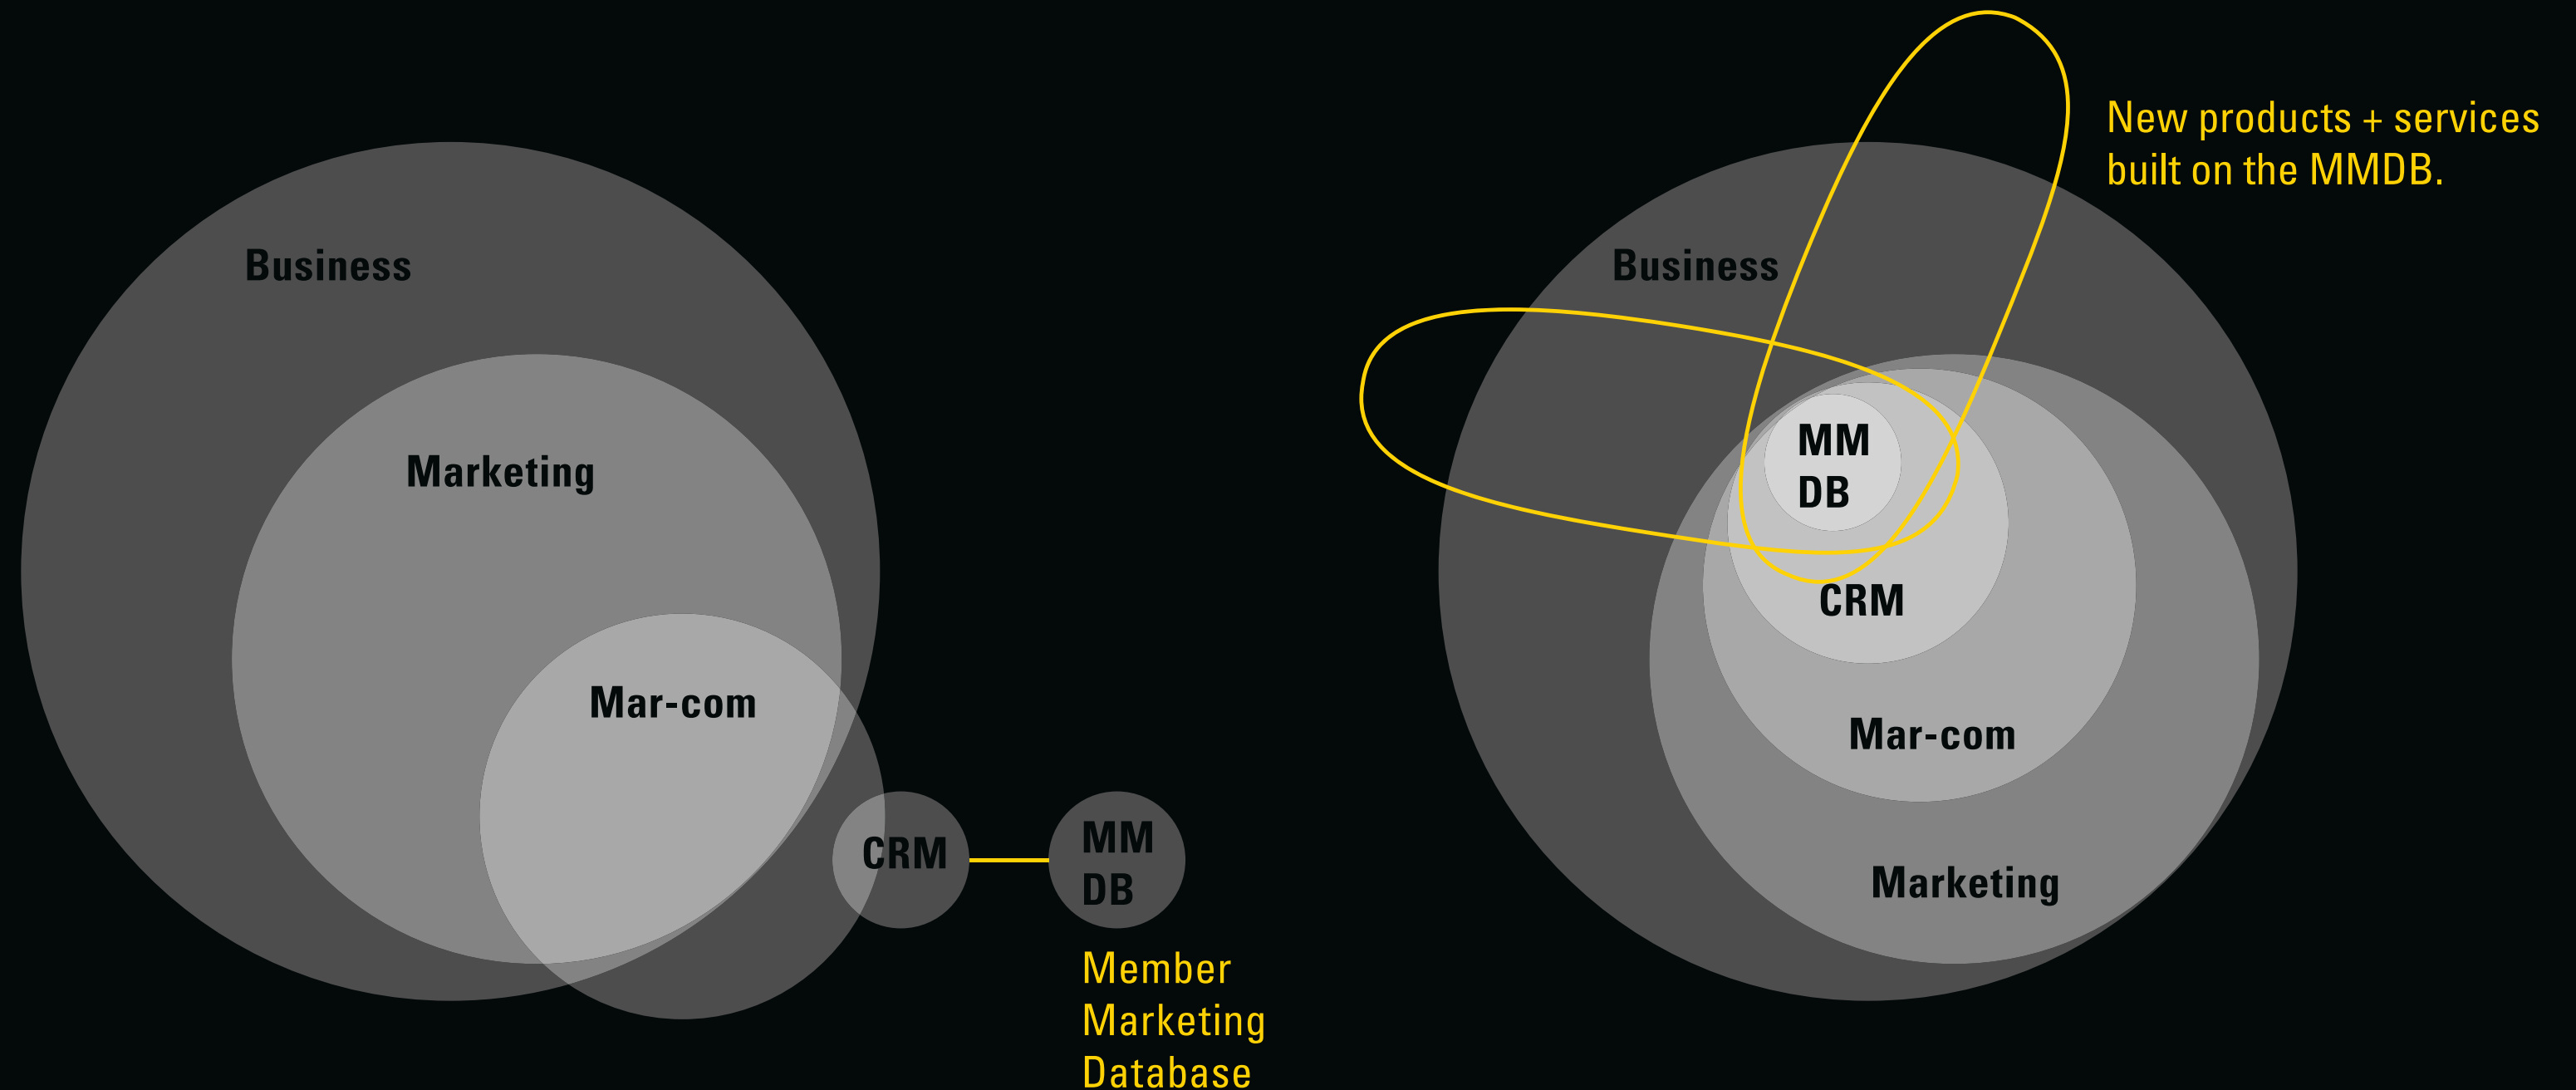 Business
Marketing
Mar-com
CRM
MM
DB
Member
Marketing
Database
New products + services
built on the MMDB.
Business
MM
DB
CRM
Mar-com
Marketing